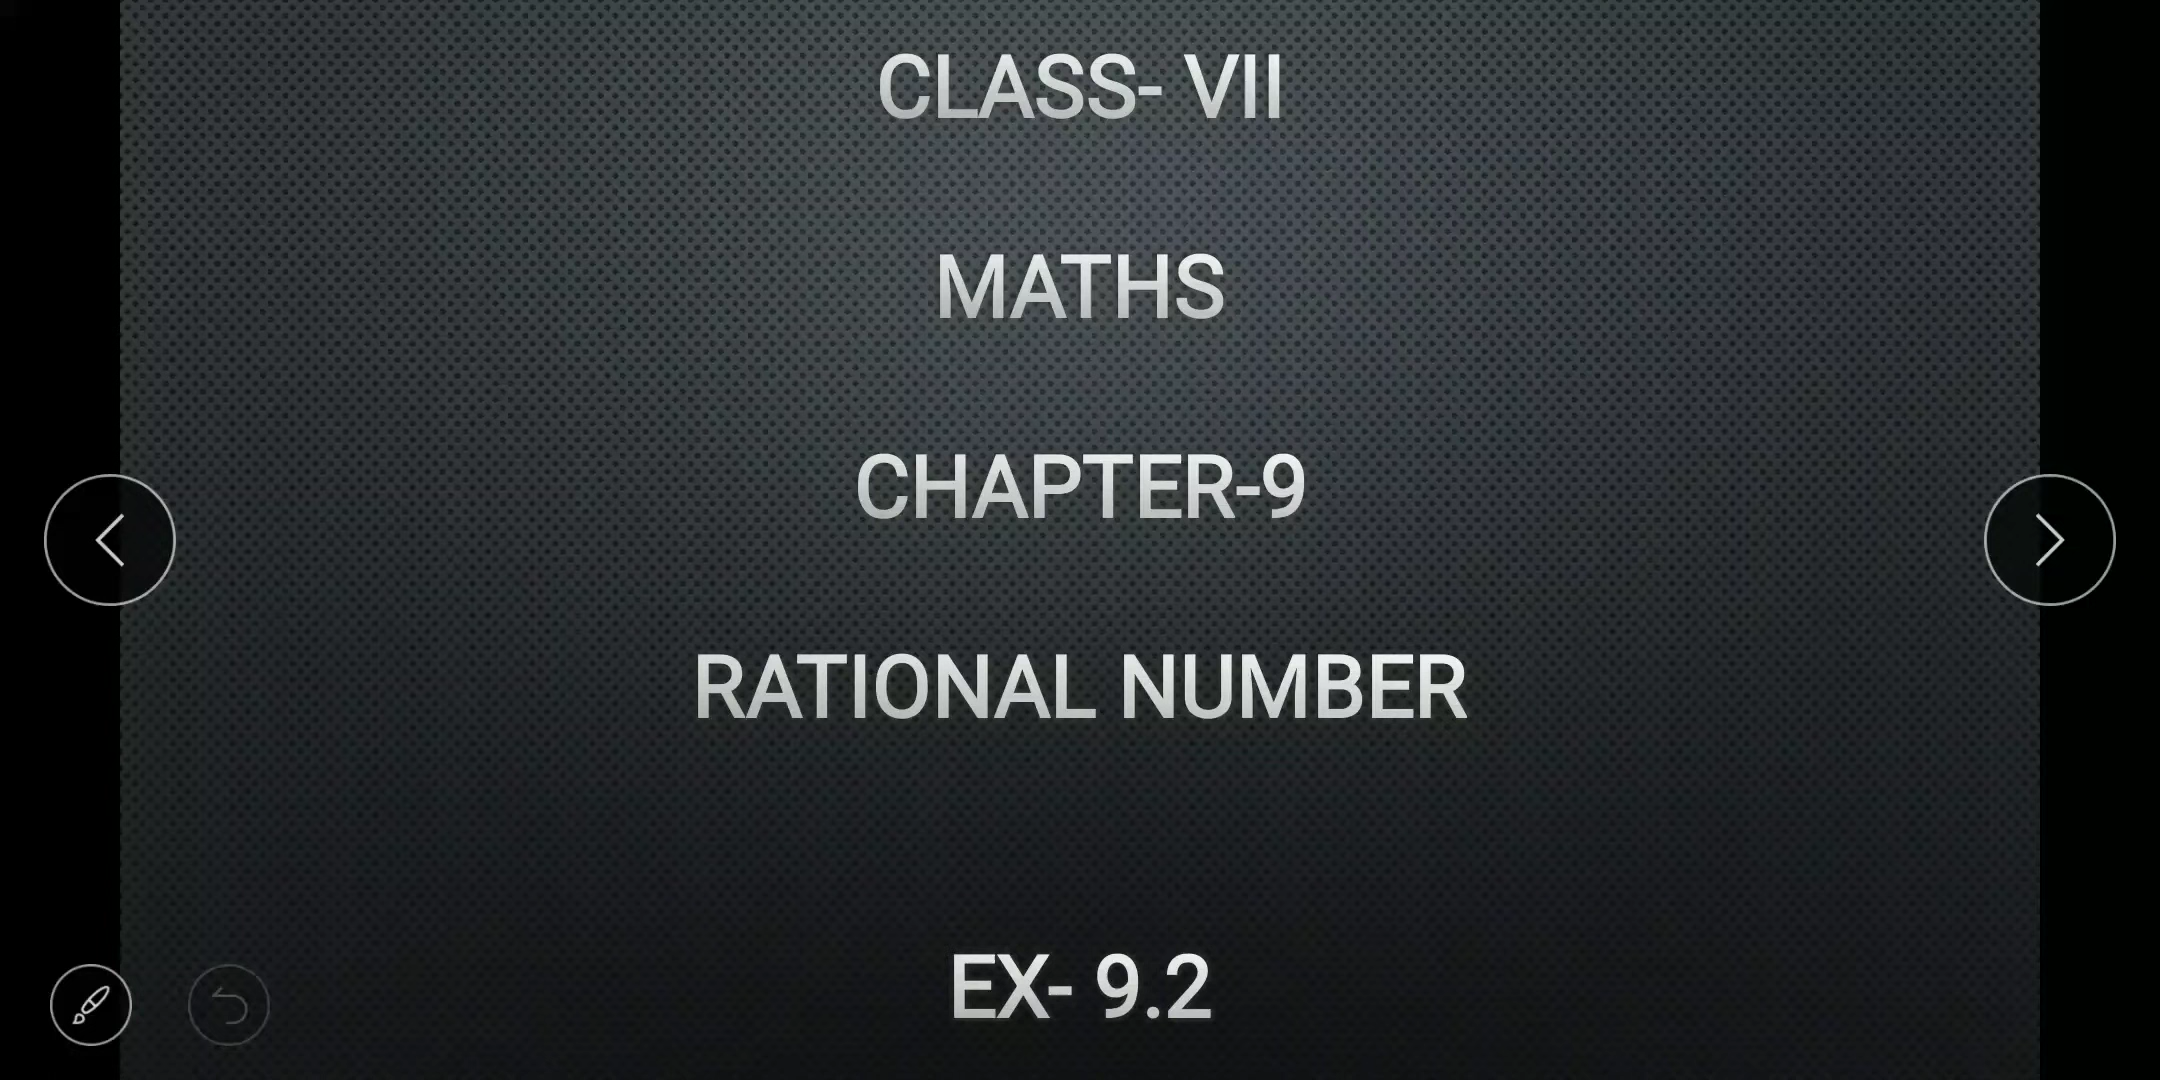 CLASS- VII
MATHS
CHAPTER-9
RATIONAL NUMBER
EX- 9.2